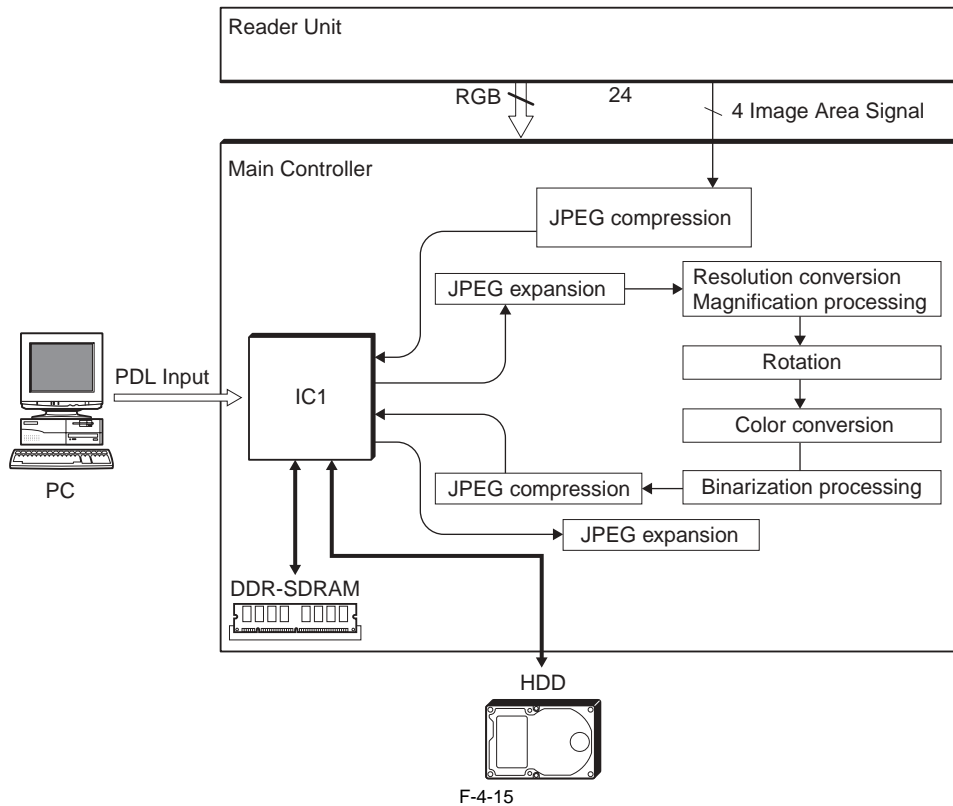 Reader Unit
RGB
24
4 Image Area Signal
Main Controller
JPEG compression
JPEG expansion
Resolution conversion
Magnification processing
PDL Input
IC1
Rotation
Color conversion
PC
JPEG compression
Binarization processing
JPEG expansion
DDR-SDRAM
HDD
F-4-15